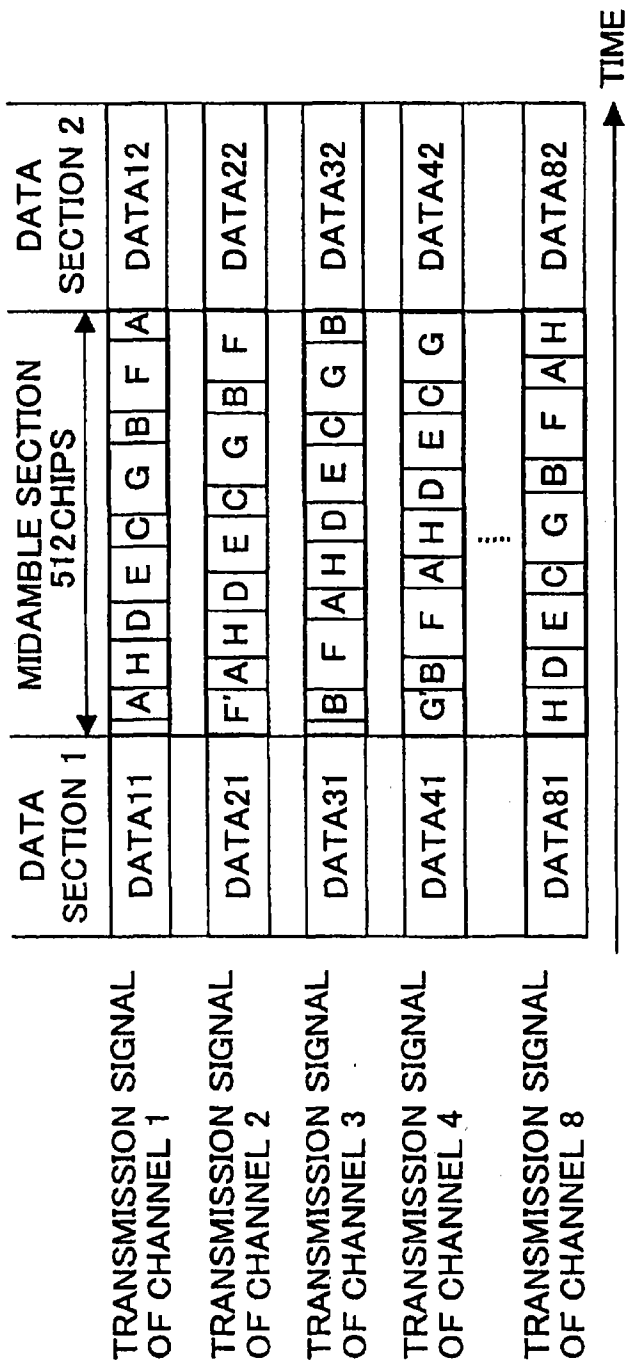 DATA SECTION 1
MIDAMBLE SECTION 512 CHIPS
DATA SECTION 2
TRANSMISSION SIGNAL OF CHANNEL 1
DATA11 A H D E C G B F A DATA12
TRANSMISSION SIGNAL OF CHANNEL 2
DATA21 F' A H D E C G B F DATA22
TRANSMISSION SIGNAL OF CHANNEL 3
DATA31 B F A H D E C G B DATA32
TRANSMISSION SIGNAL OF CHANNEL 4
DATA41 G' B F A H D E C G DATA42
......
TRANSMISSION SIGNAL OF CHANNEL 8
DATA81 H D E C G B F A H DATA82
TIME